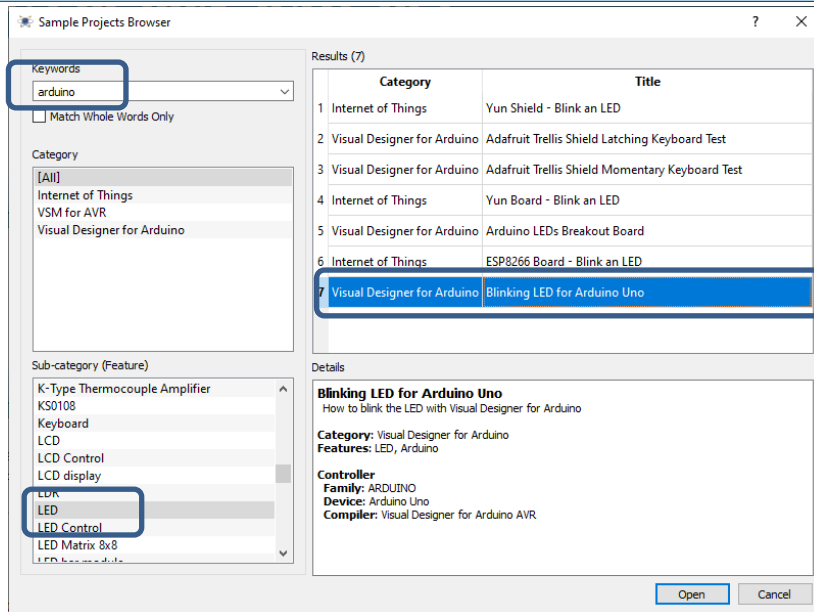 Sample Projects Browser
?
Keywords
arduino
Match Whole Words Only
Category
[All]
Internet of Things
VSM for AVR
Visual Designer for Arduino
Sub-category (Feature)
K-Type Thermocouple Amplifier
KS0108
Keyboard
LCD
LCD Control
LCD display
LDR
LED
LED Control
LED Matrix 8x8
LED bar module
Results (7)
Category Title
1 Internet of Things Yun Shield - Blink an LED
2 Visual Designer for Arduino Adafruit Trellis Shield Latching Keyboard Test
3 Visual Designer for Arduino Adafruit Trellis Shield Momentary Keyboard Test
4 Internet of Things Yun Board - Blink an LED
5 Visual Designer for Arduino Arduino LEDs Breakout Board
6 Internet of Things ESP8266 Board - Blink an LED
7 Visual Designer for Arduino Blinking LED for Arduino Uno
Details
Blinking LED for Arduino Uno
How to blink the LED with Visual Designer for Arduino
Category: Visual Designer for Arduino
Features: LED, Arduino
Controller
Family: ARDUINO
Device: Arduino Uno
Compiler: Visual Designer for Arduino AVR
Open
Cancel